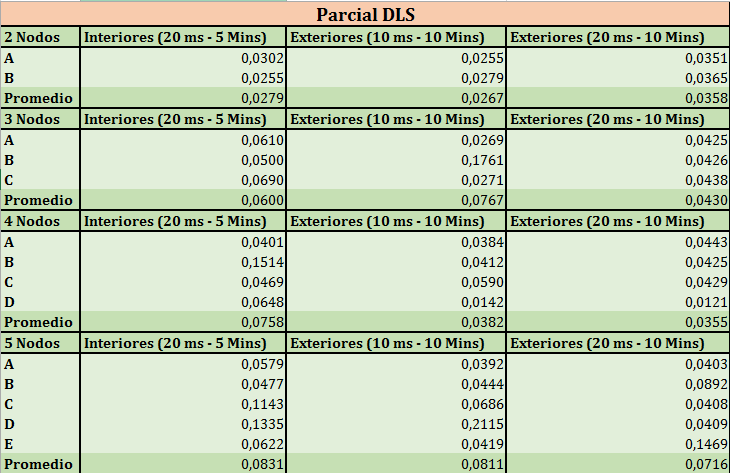 Parcial DLS
2 Nodos Interiores (20 ms - 5 Mins) Exteriores (10 ms - 10 Mins) Exteriores (20 ms - 10 Mins)
A 0,0302 0,0255 0,0351
B 0,0255 0,0279 0,0365
Promedio 0,0279 0,0267 0,0358
3 Nodos Interiores (20 ms - 5 Mins) Exteriores (10 ms - 10 Mins) Exteriores (20 ms - 10 Mins)
A 0,0610 0,0269 0,0425
B 0,0500 0,1761 0,0426
C 0,0690 0,0271 0,0438
Promedio 0,0600 0,0767 0,0430
4 Nodos Interiores (20 ms - 5 Mins) Exteriores (10 ms - 10 Mins) Exteriores (20 ms - 10 Mins)
A 0,0401 0,0384 0,0443
B 0,1514 0,0412 0,0425
C 0,0469 0,0590 0,0429
D 0,0648 0,0142 0,0121
Promedio 0,0758 0,0382 0,0355
5 Nodos Interiores (20 ms - 5 Mins) Exteriores (10 ms - 10 Mins) Exteriores (20 ms - 10 Mins)
A 0,0579 0,0392 0,0403
B 0,0477 0,0444 0,0892
C 0,1143 0,0686 0,0408
D 0,1335 0,2115 0,0409
E 0,0622 0,0419 0,1469
Promedio 0,0831 0,0811 0,0716